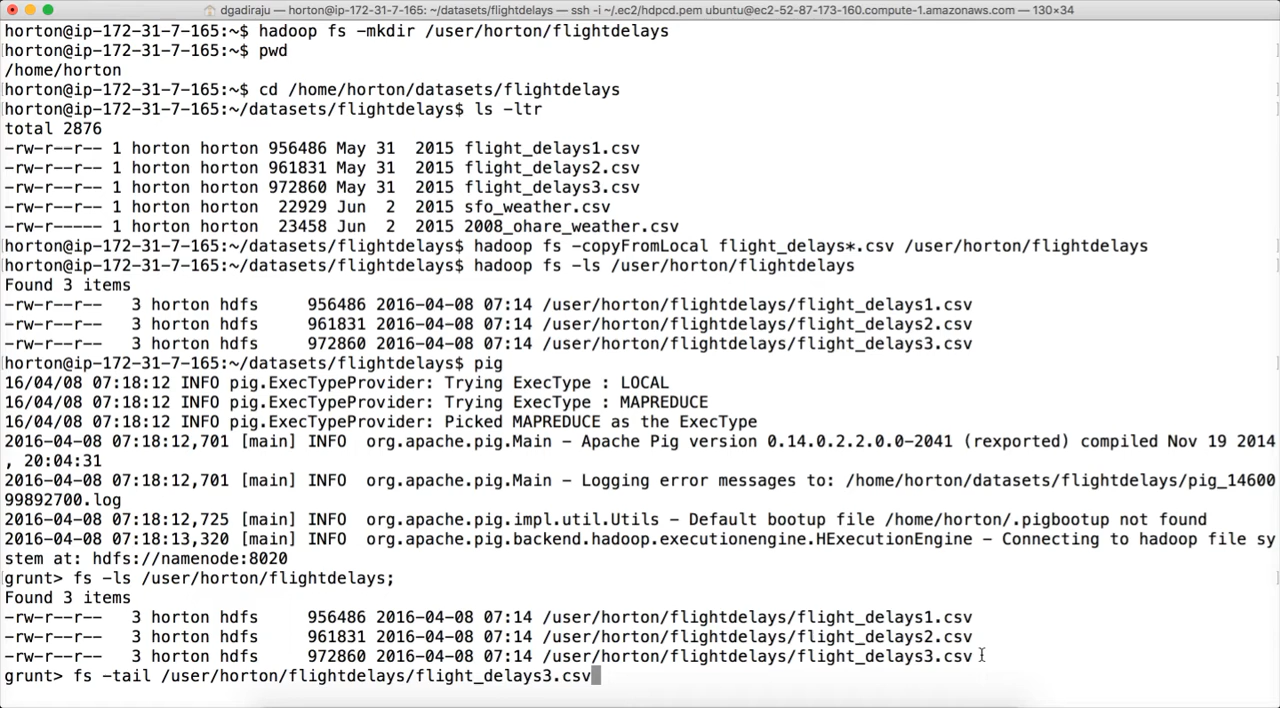 dgadiraju — horton@ip-172-31-7-165: ~/datasets/flightdelays — ssh -i ~/.ec2/hdpcd.pem ubuntu@ec2-52-87-173-160.compute-1.amazonaws.com — 130×34
horton@ip-172-31-7-165:~$ hadoop fs -mkdir /user/horton/flightdelays
horton@ip-172-31-7-165:~$ pwd
/home/horton
horton@ip-172-31-7-165:~$ cd /home/horton/datasets/flightdelays
horton@ip-172-31-7-165:~/datasets/flightdelays$ ls -ltr
total 2876
-rw-r--r-- 1 horton horton 956486 May 31  2015 flight_delays1.csv
-rw-r--r-- 1 horton horton 961831 May 31  2015 flight_delays2.csv
-rw-r--r-- 1 horton horton 972860 May 31  2015 flight_delays3.csv
-rw-r--r-- 1 horton horton  22929 Jun  2  2015 sfo_weather.csv
-rw-r----- 1 horton horton  23458 Jun  2  2015 2008_ohare_weather.csv
horton@ip-172-31-7-165:~/datasets/flightdelays$ hadoop fs -copyFromLocal flight_delays*.csv /user/horton/flightdelays
horton@ip-172-31-7-165:~/datasets/flightdelays$ hadoop fs -ls /user/horton/flightdelays
Found 3 items
-rw-r--r--   3 horton hdfs     956486 2016-04-08 07:14 /user/horton/flightdelays/flight_delays1.csv
-rw-r--r--   3 horton hdfs     961831 2016-04-08 07:14 /user/horton/flightdelays/flight_delays2.csv
-rw-r--r--   3 horton hdfs     972860 2016-04-08 07:14 /user/horton/flightdelays/flight_delays3.csv
horton@ip-172-31-7-165:~/datasets/flightdelays$ pig
16/04/08 07:18:12 INFO pig.ExecTypeProvider: Trying ExecType : LOCAL
16/04/08 07:18:12 INFO pig.ExecTypeProvider: Trying ExecType : MAPREDUCE
16/04/08 07:18:12 INFO pig.ExecTypeProvider: Picked MAPREDUCE as the ExecType
2016-04-08 07:18:12,701 [main] INFO  org.apache.pig.Main - Apache Pig version 0.14.0.2.2.0.0-2041 (rexported) compiled Nov 19 2014
, 20:04:31
2016-04-08 07:18:12,701 [main] INFO  org.apache.pig.Main - Logging error messages to: /home/horton/datasets/flightdelays/pig_14600
99892700.log
2016-04-08 07:18:12,725 [main] INFO  org.apache.pig.impl.util.Utils - Default bootup file /home/horton/.pigbootup not found
2016-04-08 07:18:13,320 [main] INFO  org.apache.pig.backend.hadoop.executionengine.HExecutionEngine - Connecting to hadoop file sy
stem at: hdfs://namenode:8020
grunt> fs -ls /user/horton/flightdelays;
Found 3 items
-rw-r--r--   3 horton hdfs     956486 2016-04-08 07:14 /user/horton/flightdelays/flight_delays1.csv
-rw-r--r--   3 horton hdfs     961831 2016-04-08 07:14 /user/horton/flightdelays/flight_delays2.csv
-rw-r--r--   3 horton hdfs     972860 2016-04-08 07:14 /user/horton/flightdelays/flight_delays3.csv
grunt> fs -tail /user/horton/flightdelays/flight_delays3.csv